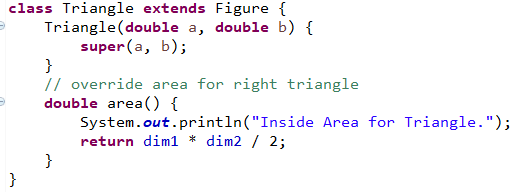 class Triangle extends Figure {
    Triangle(double a, double b) {
        super(a, b);
    }
    // override area for right triangle
    double area() {
        System.out.println("Inside Area for Triangle.");
        return dim1 * dim2 / 2;
    }
}